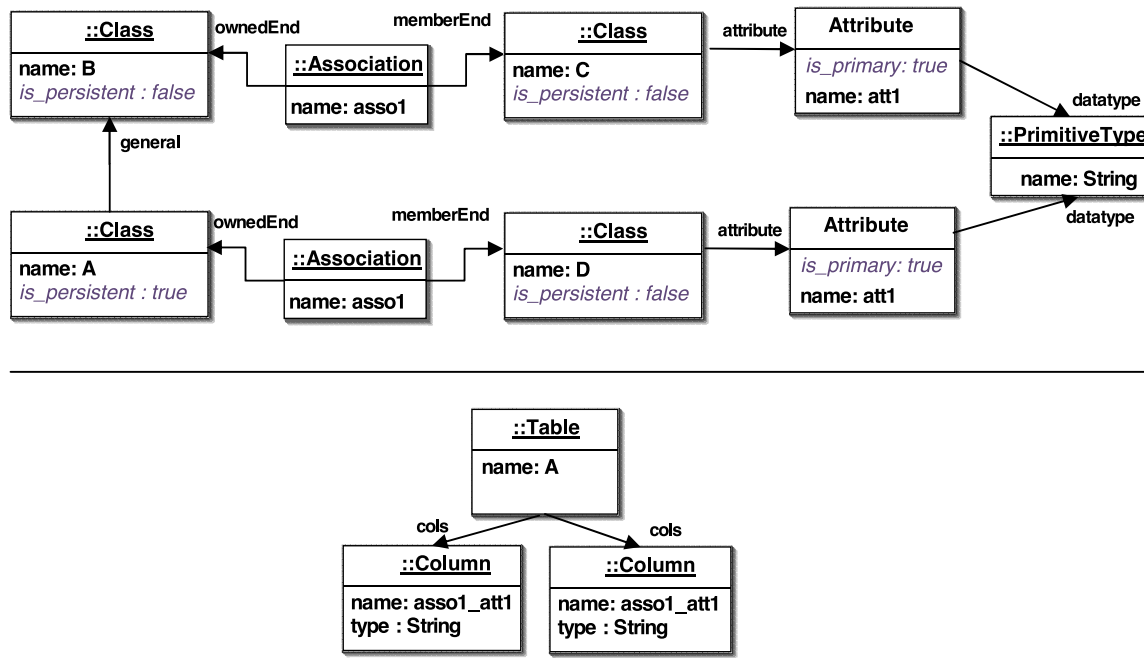 ::Class
name: B
is_persistent : false
ownedEnd
::Association
name: asso1
memberEnd
::Class
name: C
is_persistent : false
attribute
Attribute
is_primary: true
name: att1
datatype
::PrimitiveType
name: String
datatype
general
::Class
name: A
is_persistent : true
ownedEnd
::Association
name: asso1
memberEnd
::Class
name: D
is_persistent : false
attribute
Attribute
is_primary: true
name: att1
::Table
name: A
cols
cols
::Column
name: asso1_att1
type : String
::Column
name: asso1_att1
type : String